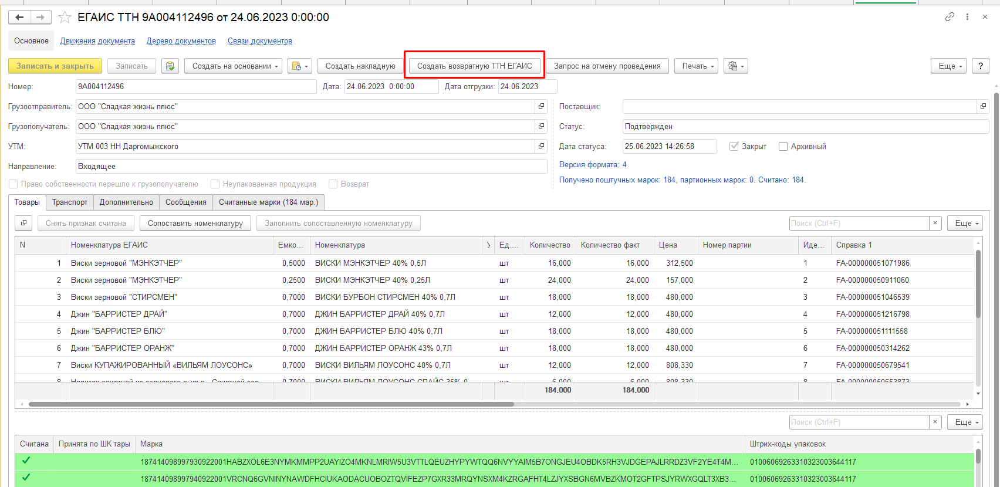 ЕГАИС ТТН 9А004112496 от 24.06.2023 0:00:00
Основное Движения документа Дерево документов Связи документов
Записать и закрыть Записать Создать на основании Создать накладную Создать возвратную ТТН ЕГАИС Запрос на отмену проведения Печать Еще ?
Номер: 9А004112496 Дата: 24.06.2023 0:00:00 Дата отгрузки: 24.06.2023
Грузоотправитель: ООО "Сладкая жизнь плюс" Поставщик:
Грузополучатель: ООО "Сладкая жизнь плюс" Статус: Подтвержден
УТМ: УТМ 003 НН Даргомыжского Дата статуса: 25.06.2023 14:26:58 Закрыт Архивный
Направление: Входящее Версия формата: 4
Получено поштучных марок: 184, партионных марок: 0. Считано: 184.
Право собственности перешло к грузополучателю Неупакованная продукция Возврат
Товары Транспорт Дополнительно Сообщения Считанные марки (184 мар.)
Снять признак считана Сопоставить номенклатуру Заполнить сопоставленную номенклатуру Поиск (Ctrl+F) × Еще
N Номенклатура ЕГАИС Емко... Номенклатура Ед.... Количество Количество факт Цена Номер партии Иде... Справка 1
1 Виски зерновой "МЭНКЭТЧЕР" 0,5000 ВИСКИ МЭНКЭТЧЕР 40% 0,5Л шт 16,000 16,000 312,500 1 FA-000000051071986
2 Виски зерновой "МЭНКЭТЧЕР" 0,2500 ВИСКИ МЭНКЭТЧЕР 40% 0,25Л шт 24,000 24,000 157,000 2 FA-000000050911060
3 Виски зерновой "СТИРСМЕН" 0,7000 ВИСКИ БУРБОН СТИРСМЕН 40% 0,7Л шт 18,000 18,000 480,000 3 FA-000000051046539
4 Джин "БАРРИСТЕР ДРАЙ" 0,7000 ДЖИН БАРРИСТЕР ДРАЙ 40% 0,7Л шт 12,000 12,000 480,000 4 FA-000000051216798
5 Джин "БАРРИСТЕР БЛЮ" 0,7000 ДЖИН БАРРИСТЕР БЛЮ 40% 0,7Л шт 18,000 18,000 480,000 5 FA-000000051111558
6 Джин "БАРРИСТЕР ОРАНЖ" 0,7000 ДЖИН БАРРИСТЕР ОРАНЖ 43% 0,7Л шт 18,000 18,000 480,000 6 FA-000000050314262
7 Виски КУПАЖИРОВАННЫЙ «ВИЛЬЯМ ЛОУСОНС» 0,7000 ВИСКИ ВИЛЬЯМ ЛОУСОНС 40% 0,7Л шт 12,000 12,000 808,330 7 FA-000000050679541
184,000 184,000
Поиск (Ctrl+F) × Еще
Считана Принята по ШК тары Марка Штрих-коды упаковок
187414098997930922001HABZXOL6E3NYMKMMPP2UAYIZO4MKNLMRIW5U3VTTLQEUZHYPYWTQQ6NVYYAIM5B7ONGJEU4OBDK5RH3VJDGEPAJLRRDZ3VF2YE4T4M... 01006069263310323003644117
187414098997940922001VRCNQ6GVNINYNAWDFHCIUKAODACUOBOZTQVIFEZP7GXR33MRQYNSXM4KZRGAFHT4LZJYXSBGN6MVBZKMOT2GFTPSJYRWXGQLT3XB3... 01006069263310323003644117